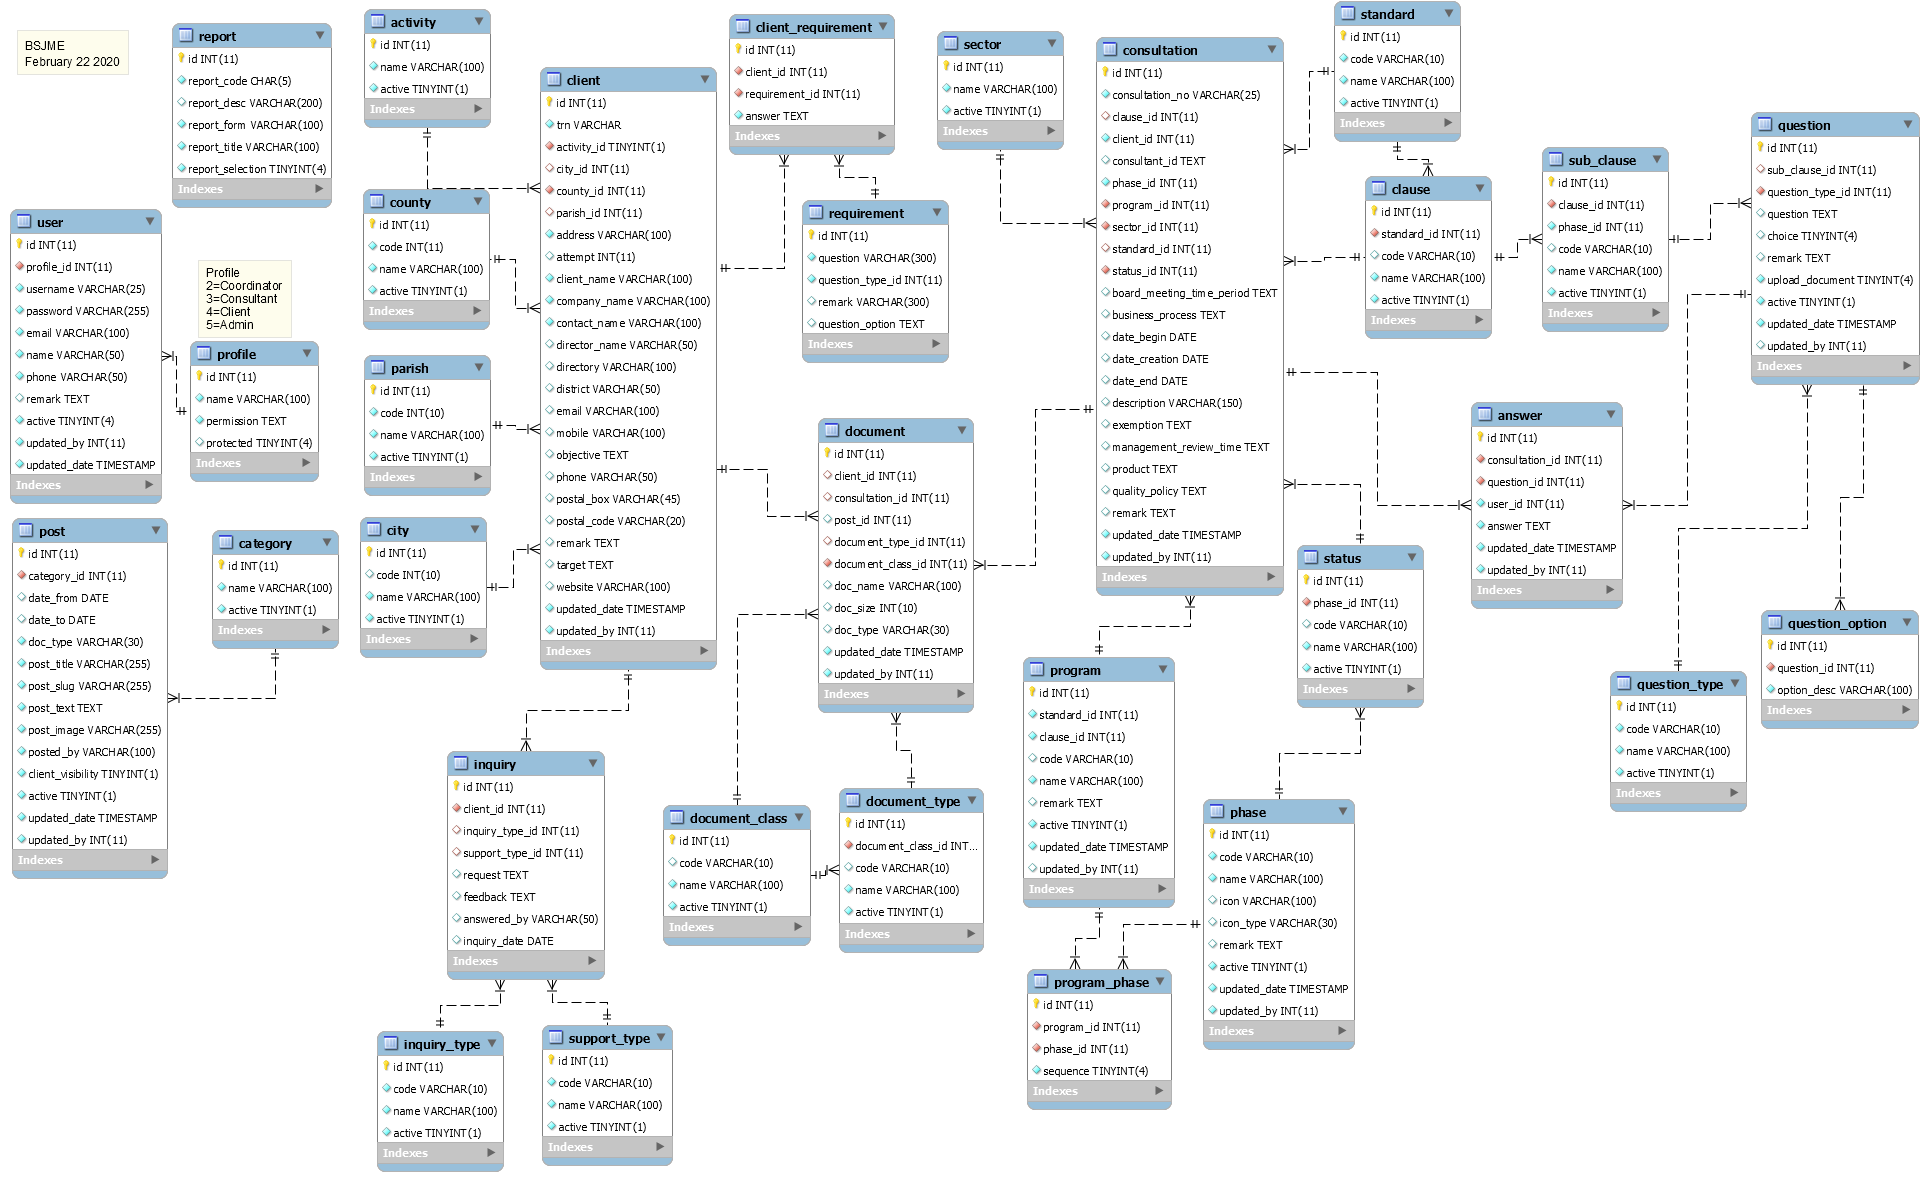 BSJME
February 22 2020
report
id INT(11)
report_code CHAR(5)
report_desc VARCHAR(200)
report_form VARCHAR(100)
report_title VARCHAR(100)
report_selection TINYINT(4)
Indexes
activity
id INT(11)
name VARCHAR(100)
active TINYINT(1)
Indexes
client
id INT(11)
trn VARCHAR
activity_id TINYINT(1)
city_id INT(11)
county_id INT(11)
parish_id INT(11)
address VARCHAR(100)
attempt INT(11)
client_name VARCHAR(100)
company_name VARCHAR(100)
contact_name VARCHAR(100)
director_name VARCHAR(50)
directory VARCHAR(100)
district VARCHAR(50)
email VARCHAR(100)
mobile VARCHAR(100)
objective TEXT
phone VARCHAR(50)
postal_box VARCHAR(45)
postal_code VARCHAR(20)
remark TEXT
target TEXT
website VARCHAR(100)
updated_date TIMESTAMP
updated_by INT(11)
Indexes
client_requirement
id INT(11)
client_id INT(11)
requirement_id INT(11)
answer TEXT
Indexes
sector
id INT(11)
name VARCHAR(100)
active TINYINT(1)
Indexes
consultation
id INT(11)
consultation_no VARCHAR(25)
clause_id INT(11)
client_id INT(11)
consultant_id TEXT
phase_id INT(11)
program_id INT(11)
sector_id INT(11)
standard_id INT(11)
status_id INT(11)
board_meeting_time_period TEXT
business_process TEXT
date_begin DATE
date_creation DATE
date_end DATE
description VARCHAR(150)
exemption TEXT
management_review_time TEXT
product TEXT
quality_policy TEXT
remark TEXT
updated_date TIMESTAMP
updated_by INT(11)
Indexes
standard
id INT(11)
code VARCHAR(10)
name VARCHAR(100)
active TINYINT(1)
Indexes
clause
id INT(11)
standard_id INT(11)
code VARCHAR(10)
name VARCHAR(100)
active TINYINT(1)
Indexes
sub_clause
id INT(11)
clause_id INT(11)
phase_id INT(11)
code VARCHAR(10)
name VARCHAR(100)
active TINYINT(1)
Indexes
question
id INT(11)
sub_clause_id INT(11)
question_type_id INT(11)
question TEXT
choice TINYINT(4)
remark TEXT
upload_document TINYINT(4)
active TINYINT(1)
updated_date TIMESTAMP
updated_by INT(11)
Indexes
user
id INT(11)
profile_id INT(11)
username VARCHAR(25)
password VARCHAR(255)
email VARCHAR(100)
name VARCHAR(50)
phone VARCHAR(50)
remark TEXT
active TINYINT(4)
updated_by INT(11)
updated_date TIMESTAMP
Indexes
Profile
2=Coordinator
3=Consultant
4=Client
5=Admin
profile
id INT(11)
name VARCHAR(100)
permission TEXT
protected TINYINT(4)
Indexes
county
id INT(11)
code INT(11)
name VARCHAR(100)
active TINYINT(1)
Indexes
requirement
id INT(11)
question VARCHAR(300)
question_type_id INT(11)
remark VARCHAR(300)
question_option TEXT
Indexes
parish
id INT(11)
code INT(10)
name VARCHAR(100)
active TINYINT(1)
Indexes
document
id INT(11)
client_id INT(11)
consultation_id INT(11)
post_id INT(11)
document_type_id INT(11)
document_class_id INT(11)
doc_name VARCHAR(100)
doc_size INT(10)
doc_type VARCHAR(30)
updated_date TIMESTAMP
updated_by INT(11)
Indexes
answer
id INT(11)
consultation_id INT(11)
question_id INT(11)
user_id INT(11)
answer TEXT
updated_date TIMESTAMP
updated_by INT(11)
Indexes
post
id INT(11)
category_id INT(11)
date_from DATE
date_to DATE
doc_type VARCHAR(30)
post_title VARCHAR(255)
post_slug VARCHAR(255)
post_text TEXT
post_image VARCHAR(255)
posted_by VARCHAR(100)
client_visibility TINYINT(1)
active TINYINT(1)
updated_date TIMESTAMP
updated_by INT(11)
Indexes
category
id INT(11)
name VARCHAR(100)
active TINYINT(1)
Indexes
city
id INT(11)
code INT(10)
name VARCHAR(100)
active TINYINT(1)
Indexes
status
id INT(11)
phase_id INT(11)
code VARCHAR(10)
name VARCHAR(100)
active TINYINT(1)
Indexes
question_option
id INT(11)
question_id INT(11)
option_desc VARCHAR(100)
Indexes
question_type
id INT(11)
code VARCHAR(10)
name VARCHAR(100)
active TINYINT(1)
Indexes
program
id INT(11)
standard_id INT(11)
clause_id INT(11)
code VARCHAR(10)
name VARCHAR(100)
remark TEXT
active TINYINT(1)
updated_date TIMESTAMP
updated_by INT(11)
Indexes
inquiry
id INT(11)
client_id INT(11)
inquiry_type_id INT(11)
support_type_id INT(11)
request TEXT
feedback TEXT
answered_by VARCHAR(50)
inquiry_date DATE
Indexes
document_class
id INT(11)
code VARCHAR(10)
name VARCHAR(100)
active TINYINT(1)
Indexes
document_type
id INT(11)
document_class_id INT...
code VARCHAR(10)
name VARCHAR(100)
active TINYINT(1)
Indexes
phase
id INT(11)
code VARCHAR(10)
name VARCHAR(100)
icon VARCHAR(100)
icon_type VARCHAR(30)
remark TEXT
active TINYINT(1)
updated_date TIMESTAMP
updated_by INT(11)
Indexes
program_phase
id INT(11)
program_id INT(11)
phase_id INT(11)
sequence TINYINT(4)
Indexes
inquiry_type
id INT(11)
code VARCHAR(10)
name VARCHAR(100)
active TINYINT(1)
Indexes
support_type
id INT(11)
code VARCHAR(10)
name VARCHAR(100)
active TINYINT(1)
Indexes